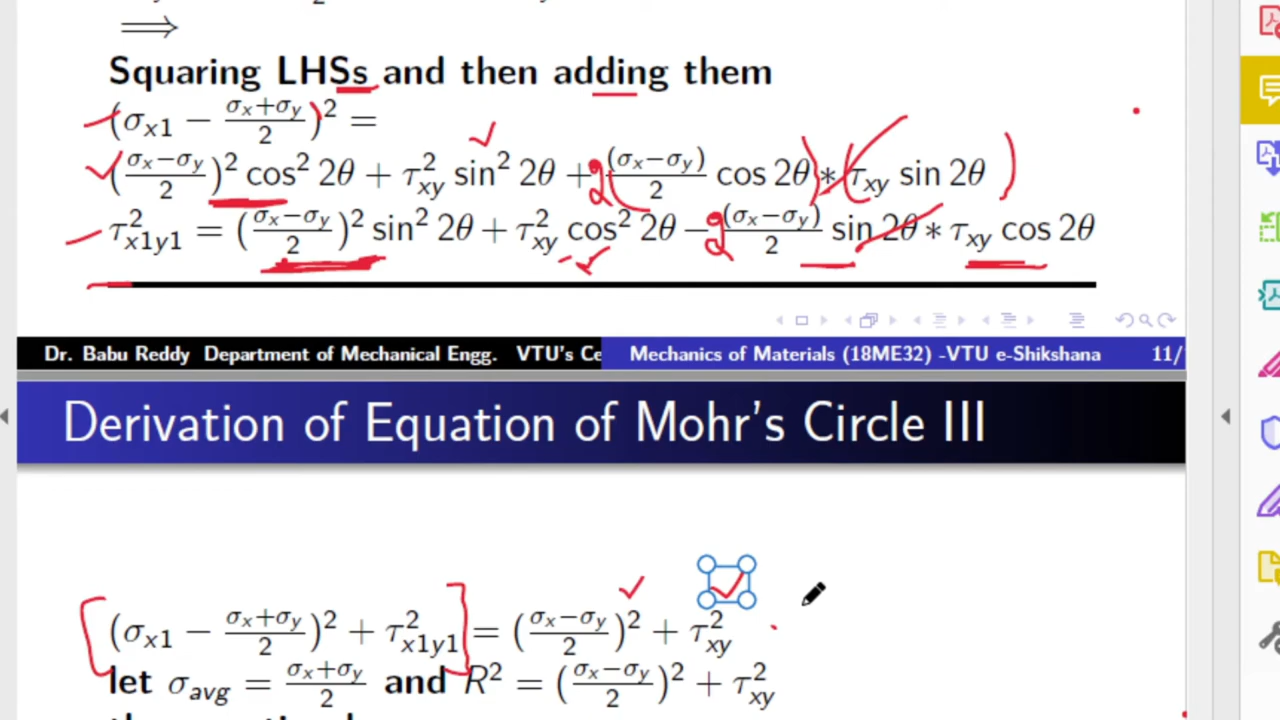 ⟹
Squaring LHSs and then adding them
(σx1 − (σx+σy)/2)² =
((σx−σy)/2)² cos² 2θ + τ²xy sin² 2θ + 2((σx−σy)/2 cos 2θ) ∗ (τxy sin 2θ)
τ²x1y1 = ((σx−σy)/2)² sin² 2θ + τ²xy cos² 2θ − 2(σx−σy)/2 sin 2θ ∗ τxy cos 2θ
Dr. Babu Reddy Department of Mechanical Engg. VTU's Ce Mechanics of Materials (18ME32) -VTU e-Shikshana 11/
Derivation of Equation of Mohr's Circle III
[(σx1 − (σx+σy)/2)² + τ²x1y1] = ((σx−σy)/2)² + τ²xy
let σavg = (σx+σy)/2 and R² = ((σx−σy)/2)² + τ²xy